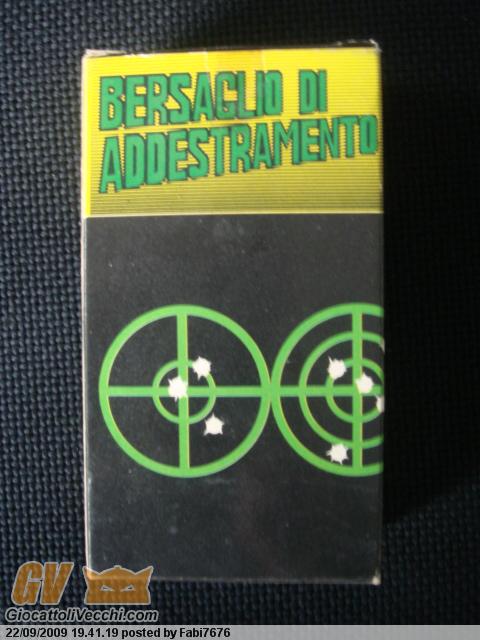 BERSAGLIO DI
ADDESTRAMENTO
GV
GiocattoliVecchi.com
22/09/2009 19.41.19 posted by Fabi7676